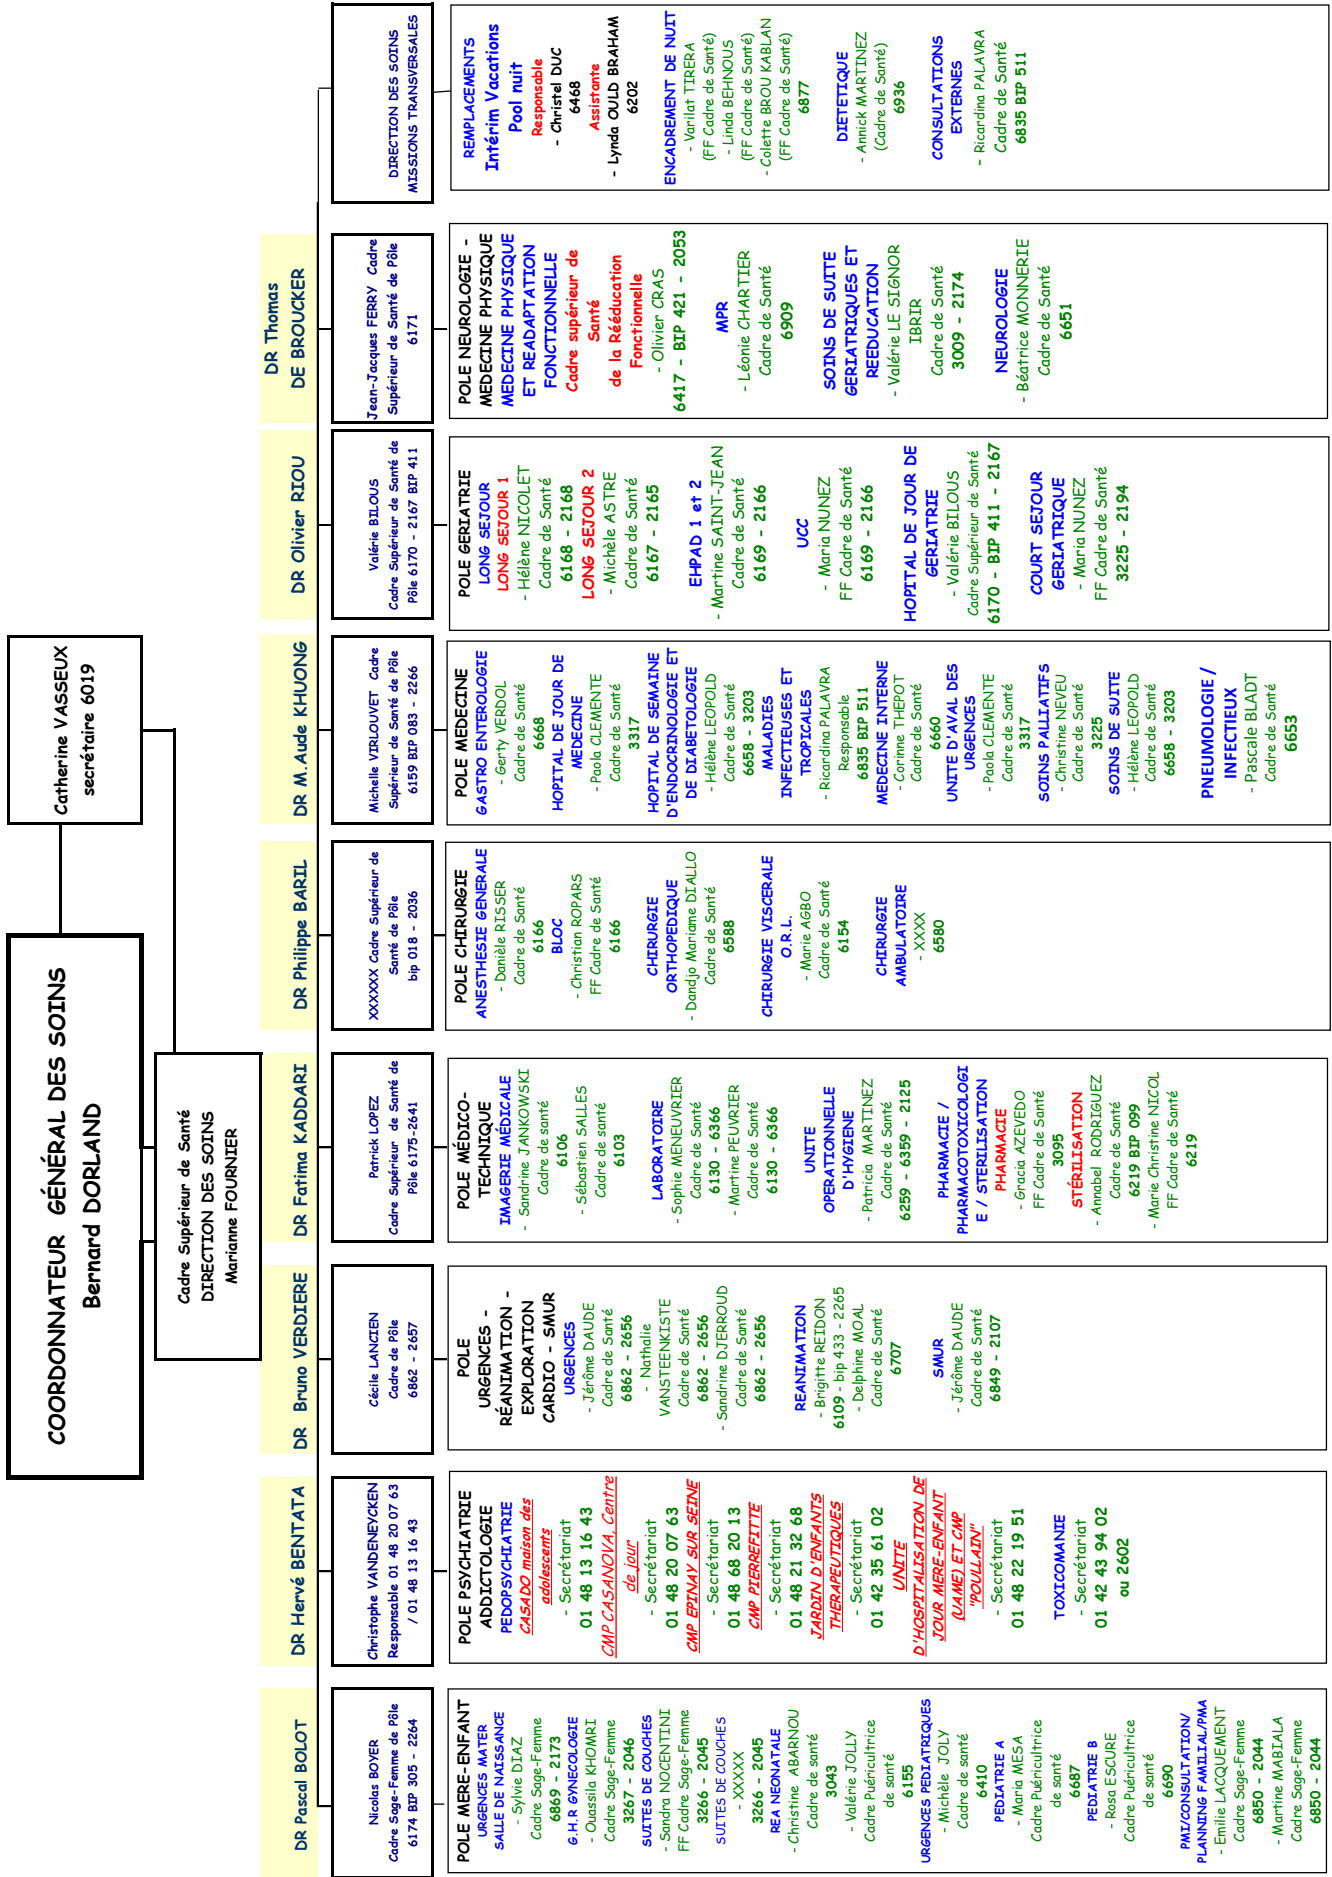 COORDONNATEUR GÉNÉRAL DES SOINS
Bernard DORLAND
Catherine VASSEUX
secrétaire 6019
Cadre Supérieur de Santé
DIRECTION DES SOINS
Marianne FOURNIER
DR Pascal BOLOT
Nicolas BOYER
Cadre Sage-Femme de Pôle
6174 BIP 305 - 2264
POLE MERE-ENFANT
URGENCES MATER
SALLE DE NAISSANCE
- Sylvie DIAZ
Cadre Sage-Femme
6869 - 2173
G.H.R GYNECOLOGIE
- Ouassila KHOMRI
Cadre Sage-Femme
3267 - 2046
SUITES DE COUCHES
- Sandra NOCENTINI
FF Cadre Sage-Femme
3266 - 2045
SUITES DE COUCHES
- XXXXX
3266 - 2045
REA NEONATALE
- Christine ABARNOU
Cadre de santé
3043
- Valérie JOLLY
Cadre Puéricultrice
de santé
6155
URGENCES PEDIATRIQUES
- Michèle JOLY
Cadre de santé
6410
PEDIATRIE A
- Maria MESA
Cadre Puéricultrice
de santé
6687
PEDIATRIE B
- Rosa ESCURE
Cadre Puéricultrice
de santé
6690
PMI/CONSULTATION/
PLANNING FAMILIAL/PMA
- Emilie LACQUEMENT
Cadre Sage-Femme
6850 - 2044
- Martine MABIALA
Cadre Sage-Femme
6850 - 2044
DR Hervé BENTATA
Christophe VANDENEYCKEN
Responsable 01 48 20 07 63
/ 01 48 13 16 43
POLE PSYCHIATRIE
ADDICTOLOGIE
PEDOPSYCHIATRIE
CASADO maison des
adolescents
- Secrétariat
01 48 13 16 43
CMP CASANOVA, Centre
de jour
- Secrétariat
01 48 20 07 63
CMP EPINAY SUR SEINE
- Secrétariat
01 48 68 20 13
CMP PIERREFITTE
- Secrétariat
01 48 21 32 68
JARDIN D'ENFANTS
THERAPEUTIQUES
- Secrétariat
01 42 35 61 02
UNITE
D'HOSPITALISATION DE
JOUR MERE-ENFANT
(UAME) ET CMP
"POULAIN"
- Secrétariat
01 48 22 19 51
TOXICOMANIE
- Secrétariat
01 42 43 94 02
ou 2602
DR Bruno VERDIERE
Cécile LANCIEN
Cadre de Pôle
6862 - 2657
POLE
URGENCES -
RÉANIMATION -
EXPLORATION
CARDIO - SMUR
URGENCES
- Jérôme DAUDE
Cadre de Santé
6862 - 2656
- Nathalie
VANSTEENKISTE
Cadre de Santé
6862 - 2656
- Sandrine DJERROUD
Cadre de Santé
6862 - 2656
REANIMATION
- Brigitte REIDON
6109 - bip 433 - 2265
- Delphine MOAL
Cadre de Santé
6707
SMUR
- Jérôme DAUDE
Cadre de Santé
6849 - 2107
DR Fatima KADDARI
Patrick LOPEZ
Cadre Supérieur de Santé de
Pôle 6175-2641
POLE MÉDICO-
TECHNIQUE
IMAGERIE MÉDICALE
- Sandrine JANKOWSKI
Cadre de santé
6106
- Sébastien SALLES
Cadre de santé
6103
LABORATOIRE
- Sophie MENEUVRIER
Cadre de Santé
6130 - 6366
- Martine PEUVRIER
Cadre de Santé
6130 - 6366
UNITE
OPERATIONNELLE
D'HYGIENE
- Patricia MARTINEZ
Cadre de Santé
6259 - 6359 - 2125
PHARMACIE /
PHARMACOTOXICOLOGI
E / STERILISATION
PHARMACIE
- Gracia AZEVEDO
FF Cadre de Santé
3095
STÉRILISATION
- Annabel RODRIGUEZ
Cadre de Santé
6219 BIP 099
- Marie Christine NICOL
FF Cadre de Santé
6219
DR Philippe BARIL
XXXXXX Cadre Supérieur de
Santé de Pôle
bip 018 - 2036
POLE CHIRURGIE
ANESTHESIE GENERALE
- Danièle RISSER
Cadre de Santé
6166
BLOC
- Christian ROPARS
FF Cadre de Santé
6166
CHIRURGIE
ORTHOPEDIQUE
- Dandjo Mariame DIALLO
Cadre de Santé
6588
CHIRURGIE VISCERALE
O.R.L.
- Marie AGBO
Cadre de Santé
6154
CHIRURGIE
AMBULATOIRE
- XXXX
6580
DR M.Aude KHUONG
Michelle VIRLOUVET Cadre
Supérieur de Santé de Pôle
6159 BIP 083 - 2266
POLE MEDECINE
GASTRO ENTEROLOGIE
- Gerty VERDOL
Cadre de Santé
6668
HOPITAL DE JOUR DE
MEDECINE
- Paola CLEMENTE
Cadre de Santé
3317
HOPITAL DE SEMAINE
D'ENDOCRINOLOGIE ET
DE DIABETOLOGIE
- Hélène LEOPOLD
Cadre de Santé
6658 - 3203
MALADIES
INFECTIEUSES ET
TROPICALES
- Ricardina PALAVRA
Responsable
6835 BIP 511
MEDECINE INTERNE
- Corinne THEPOT
Cadre de Santé
6660
UNITE D'AVAL DES
URGENCES
- Paola CLEMENTE
Cadre de Santé
3317
SOINS PALLIATIFS
- Christine NEVEU
Cadre de Santé
3225
SOINS DE SUITE
- Hélène LEOPOLD
Cadre de Santé
6658 - 3203
PNEUMOLOGIE /
INFECTIEUX
- Pascale BLADT
Cadre de Santé
6653
DR Olivier RIOU
Valérie BILOUS
Cadre Supérieur de Santé de
Pôle 6170 - 2167 BIP 411
POLE GERIATRIE
LONG SEJOUR
LONG SEJOUR 1
- Hélène NICOLET
Cadre de Santé
6168 - 2168
LONG SEJOUR 2
- Michèle ASTRE
Cadre de Santé
6167 - 2165
EHPAD 1 et 2
- Martine SAINT-JEAN
Cadre de Santé
6169 - 2166
UCC
- Maria NUNEZ
FF Cadre de Santé
6169 - 2166
HOPITAL DE JOUR DE
GERIATRIE
- Valérie BILOUS
Cadre Supérieur de Santé
6170 - BIP 411 - 2167
COURT SEJOUR
GERIATRIQUE
- Maria NUNEZ
FF Cadre de Santé
3225 - 2194
DR Thomas
DE BROUCKER
Jean-Jacques FERRY Cadre
Supérieur de Santé de Pôle
6171
POLE NEUROLOGIE -
MEDECINE PHYSIQUE
MEDECINE PHYSIQUE
ET READAPTATION
FONCTIONNELLE
Cadre supérieur de
Santé
de la Rééducation
Fonctionnelle
- Olivier CRAS
6417 - BIP 421 - 2053
MPR
- Léonie CHARTIER
Cadre de Santé
6909
SOINS DE SUITE
GERIATRIQUES ET
REEDUCATION
- Valérie LE SIGNOR
IBRIR
Cadre de Santé
3009 - 2174
NEUROLOGIE
- Béatrice MONNERIE
Cadre de Santé
6651
DIRECTION DES SOINS
MISSIONS TRANSVERSALES
REMPLACEMENTS
Intérim Vacations
Pool nuit
Responsable
- Christel DUC
6468
Assistante
- Lynda OULD BRAHAM
6202
ENCADREMENT DE NUIT
- Varilat TIRERA
(FF Cadre de Santé)
- Linda BEHNOUS
(FF Cadre de Santé)
- Colette BROU KABLAN
(FF Cadre de Santé)
6877
DIETETIQUE
- Annick MARTINEZ
(Cadre de Santé)
6936
CONSULTATIONS
EXTERNES
- Ricardina PALAVRA
Cadre de Santé
6835 BIP 511